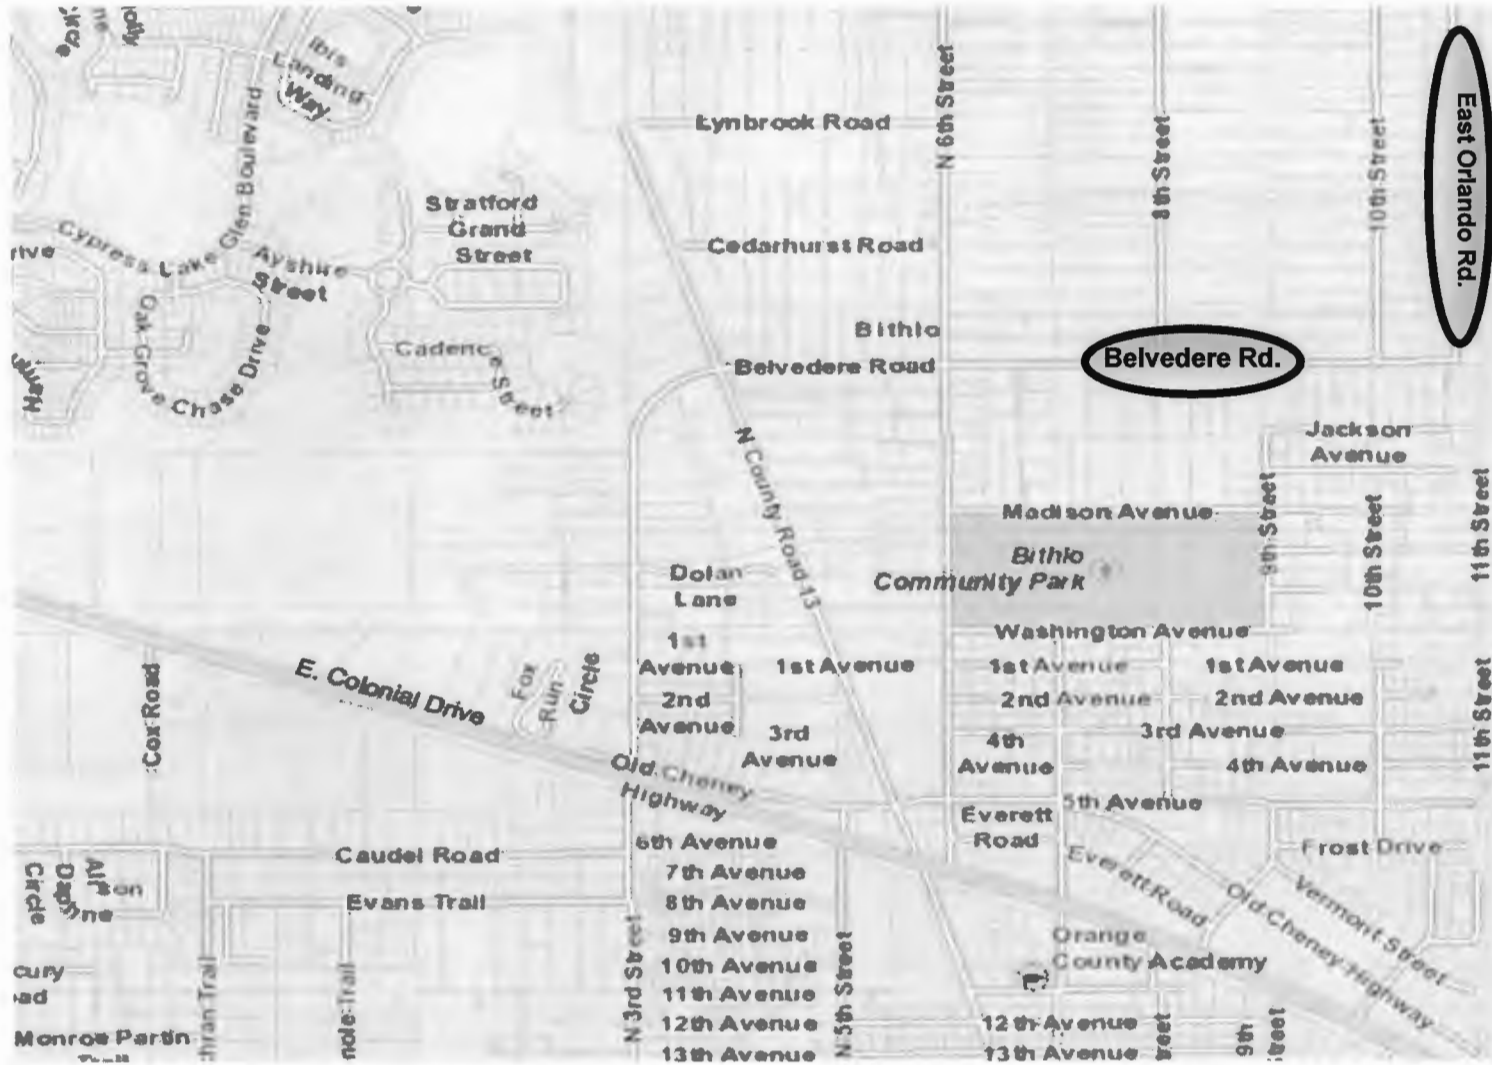 Ibis
Landing
Way
Glen Boulevard
Lynbrook Road
N 6th Street
8th Street
10th Street
East Orlando Rd.
Stratford
Grand
Street
Cypress Lake
Ayshire
Street
Cedarhurst Road
Oak Grove
Chase Drive
Cadence Street
Bithlo
Belvedere Road
Belvedere Rd.
Jackson
Avenue
N County Road 13
9th Street
10th Street
11th Street
Madison Avenue
Bithlo
Community Park
Dolan
Lane
Washington Avenue
1st
Avenue
1st Avenue
1st Avenue
1st Avenue
2nd
Avenue
2nd Avenue
2nd Avenue
3rd
Avenue
3rd Avenue
4th
Avenue
4th Avenue
11th Street
Cox Road
E. Colonial Drive
Fox
Run
Circle
Old Cheney
Highway
5th Avenue
Everett
Road
Everett Road
Frost Drive
Old Cheney Highway
Vermont Street
Caudel Road
Evans Trail
6th Avenue
7th Avenue
8th Avenue
9th Avenue
10th Avenue
11th Avenue
12th Avenue
13th Avenue
N 3rd Street
N 5th Street
Orange
County Academy
12th Avenue
13th Avenue
9th
Daphne
Circle
Monroe Partin